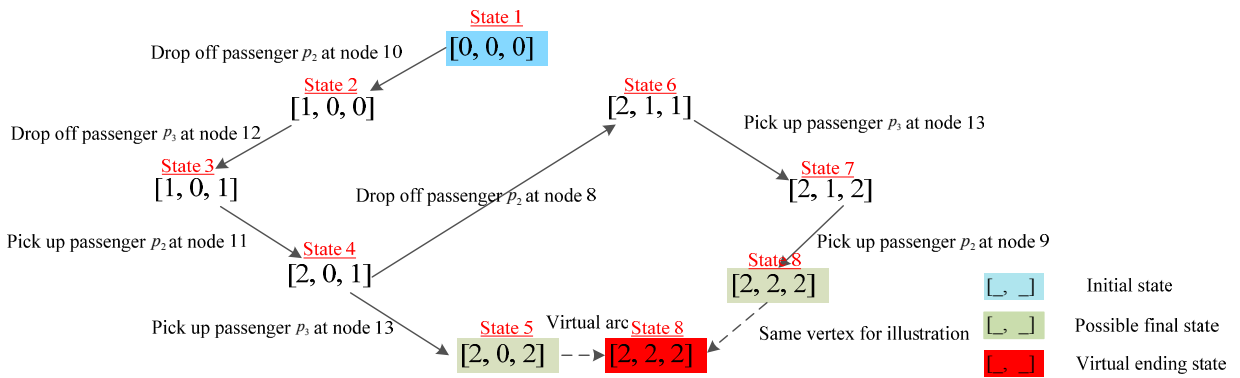 State 1
[0, 0, 0]
Drop off passenger p2 at node 10
State 2
[1, 0, 0]
State 6
[2, 1, 1]
Drop off passenger p3 at node 12
Pick up passenger p3 at node 13
State 3
[1, 0, 1]
State 7
[2, 1, 2]
Drop off passenger p2 at node 8
Pick up passenger p2 at node 11
Pick up passenger p2 at node 9
State 4
[2, 0, 1]
State 8
[2, 2, 2]
[_, _] Initial state
Pick up passenger p3 at node 13
State 5
[2, 0, 2]
Virtual arc
State 8
[2, 2, 2]
Same vertex for illustration
[_, _] Possible final state
[_, _] Virtual ending state